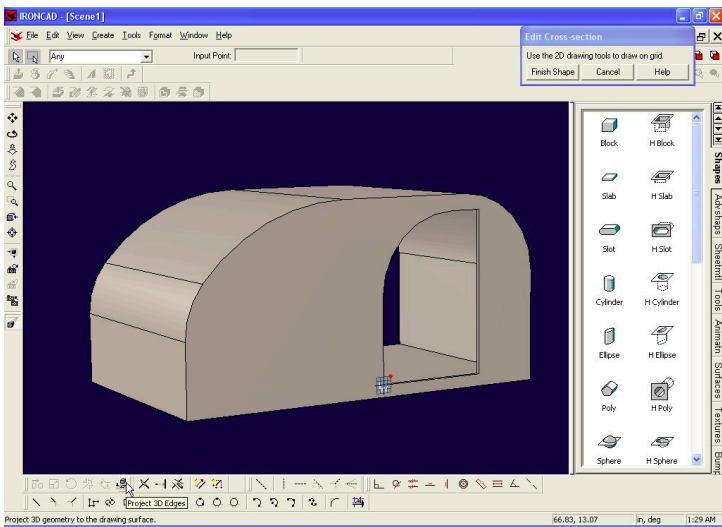 IRONCAD - [Scene1]
File Edit View Create Tools Format Window Help
Edit Cross-section
Use the 2D drawing tools to draw on grid.
Finish Shape Cancel Help
Any
Input Point:
Block H Block
Slab H Slab
Slot H Slot
Cylinder H Cylinder
Ellipse H Ellipse
Poly H Poly
Sphere H Sphere
Shapes
Advshaps
Sheetmtl
Tools
Animatn
Surfaces
Textures
Bump
Project 3D Edges
Project 3D geometry to the drawing surface.
66.83, 13.07
in, deg
1:29 AM